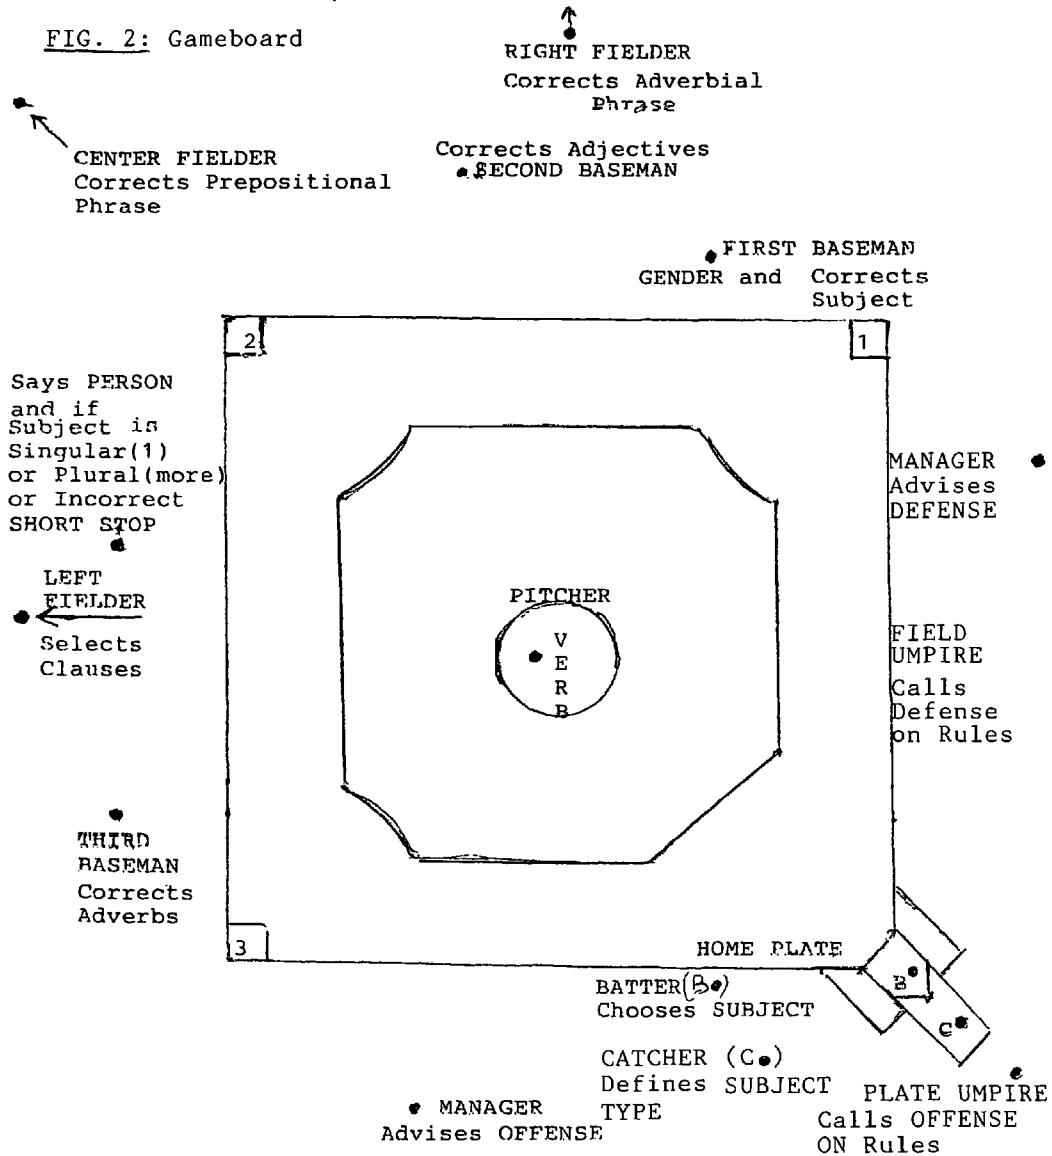 FIG. 2: Gameboard
RIGHT FIELDER
Corrects Adverbial
Phrase
CENTER FIELDER
Corrects Prepositional
Phrase
Corrects Adjectives
SECOND BASEMAN
FIRST BASEMAN
GENDER and Corrects
Subject
2
1
Says PERSON
and if
Subject is
Singular(1)
or Plural(more)
or Incorrect
SHORT STOP
MANAGER
Advises
DEFENSE
LEFT
FIELDER
Selects
Clauses
PITCHER
V
E
R
B
FIELD
UMPIRE
Calls
Defense
on Rules
THIRD
BASEMAN
Corrects
Adverbs
3
HOME PLATE
B
BATTER(B)
Chooses SUBJECT
C
CATCHER (C)
Defines SUBJECT
TYPE
PLATE UMPIRE
Calls OFFENSE
ON Rules
MANAGER
Advises OFFENSE